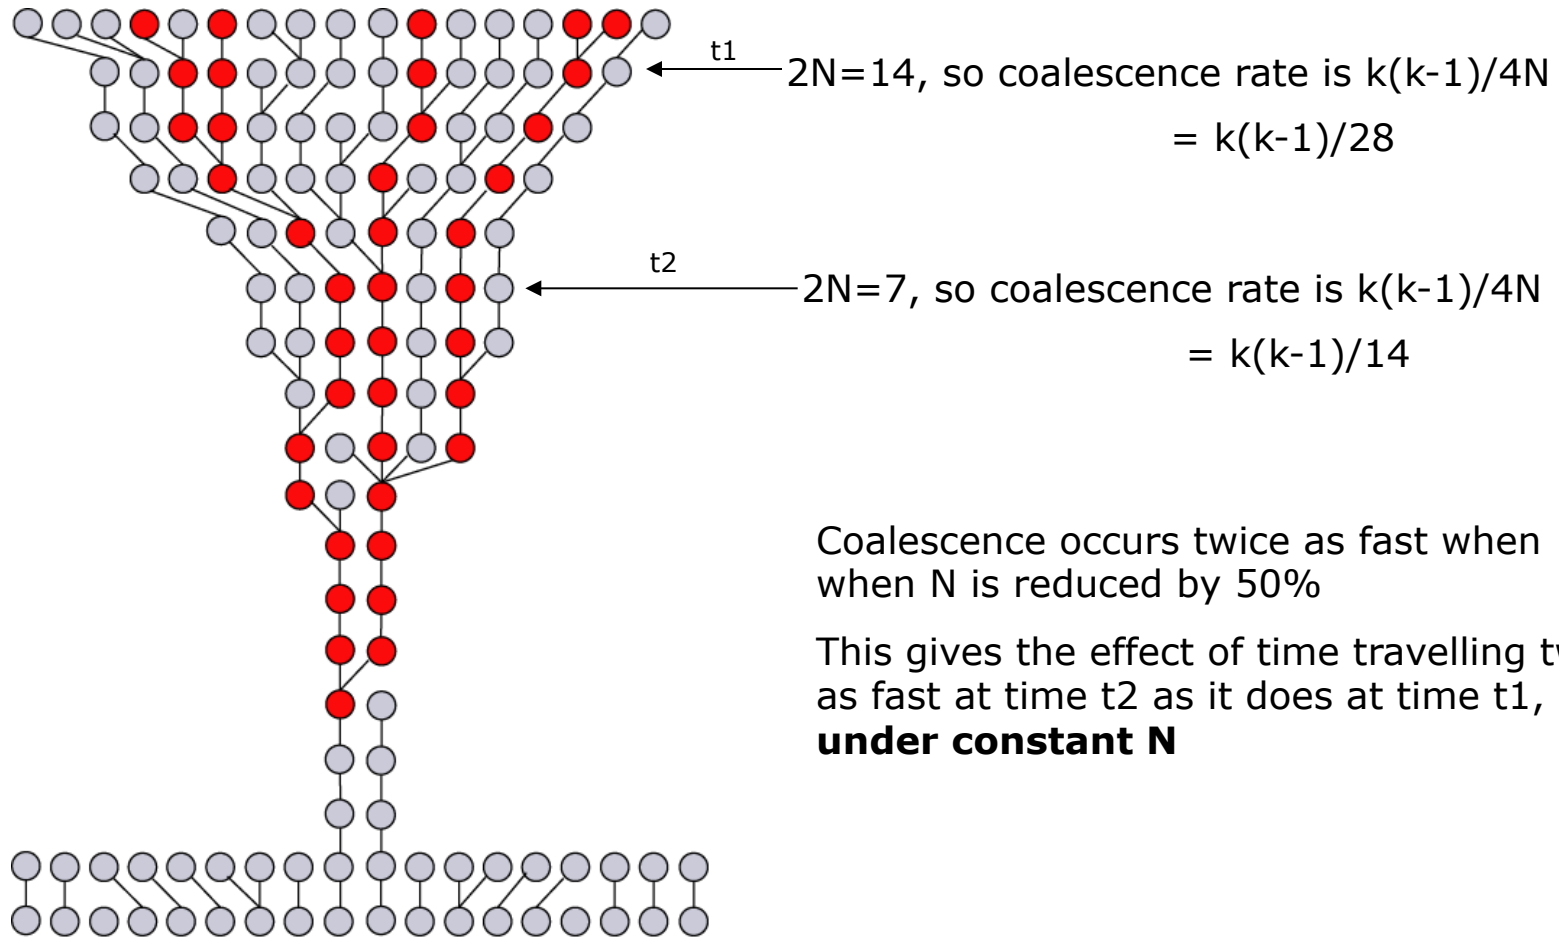 t1
2N=14, so coalescence rate is k(k-1)/4N
= k(k-1)/28
t2
2N=7, so coalescence rate is k(k-1)/4N
= k(k-1)/14
Coalescence occurs twice as fast when
when N is reduced by 50%
This gives the effect of time travelling
as fast at time t2 as it does at time t1,
under constant N